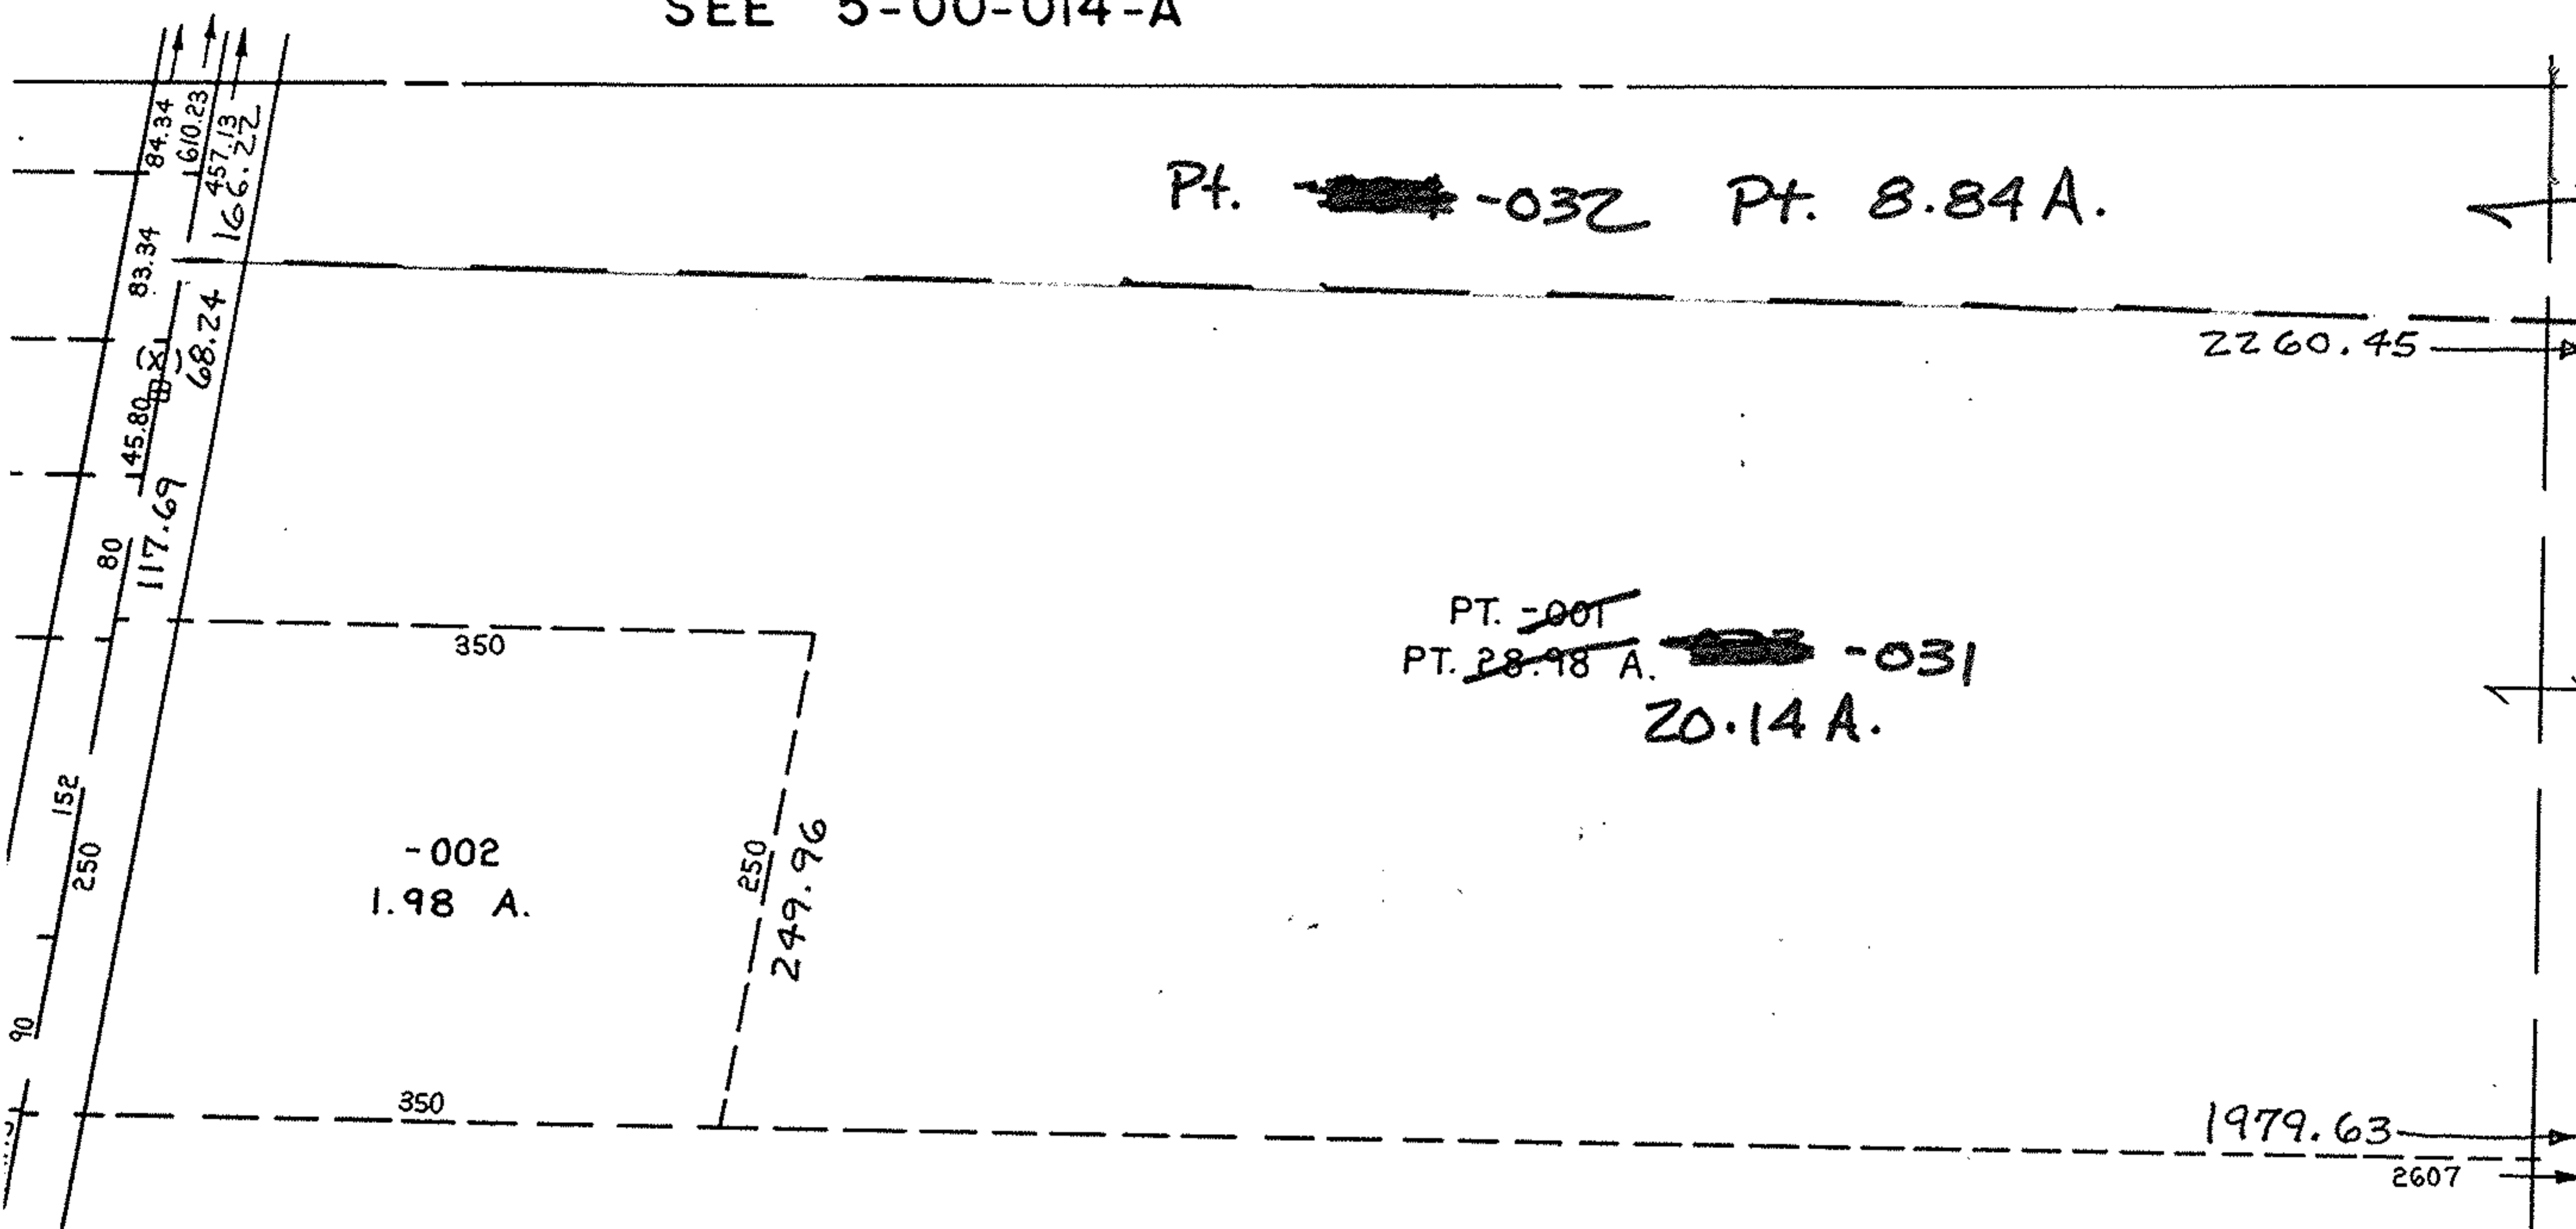 SEE 5-00-014-A
84.34
610.23
457.13
166.22
Pt. -032 Pt. 8.84 A.
83.34
68.24
2260.45
45.80
(X)
117.69
80
PT. -001
PT. 28.98 A. -031
20.14 A.
350
152
250
-002
1.98 A.
250
249.96
90
350
1979.63
2607